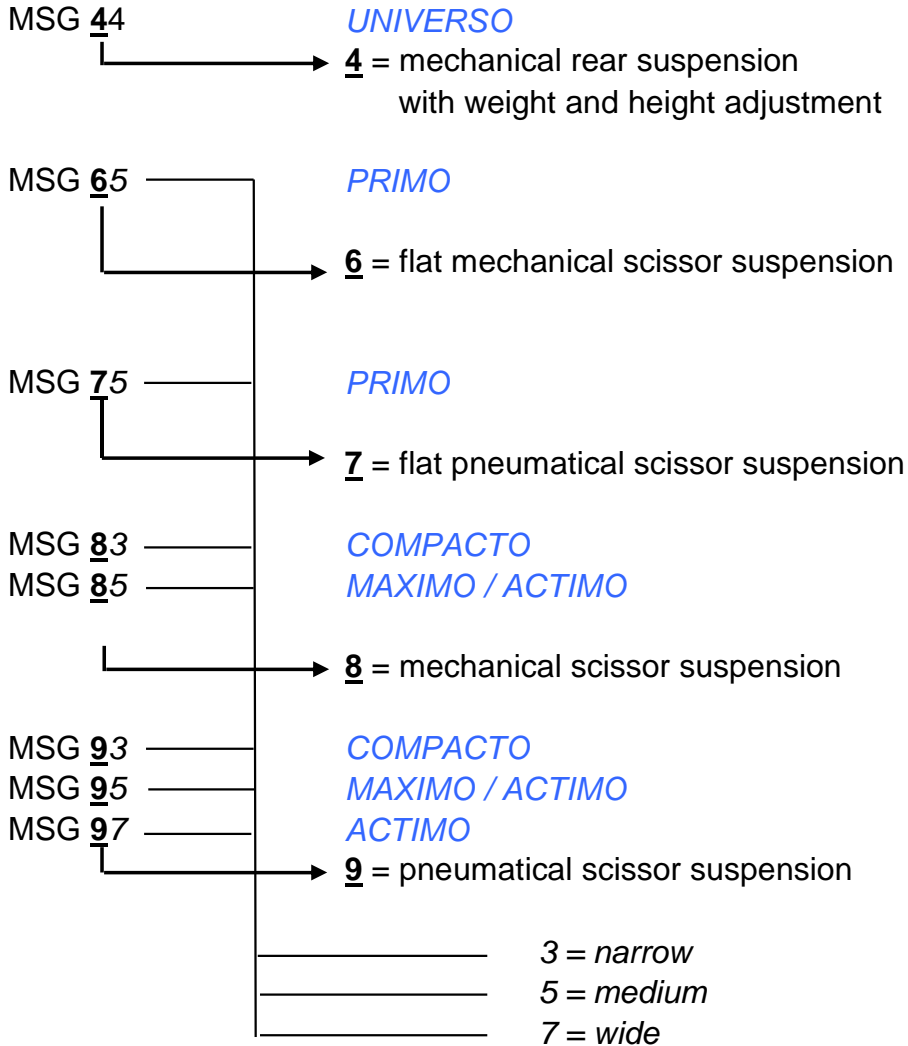 MSG 44 UNIVERSO
4 = mechanical rear suspension
with weight and height adjustment
MSG 65 PRIMO
6 = flat mechanical scissor suspension
MSG 75 PRIMO
7 = flat pneumatical scissor suspension
MSG 83 COMPACTO
MSG 85 MAXIMO / ACTIMO
8 = mechanical scissor suspension
MSG 93 COMPACTO
MSG 95 MAXIMO / ACTIMO
MSG 97 ACTIMO
9 = pneumatical scissor suspension
3 = narrow
5 = medium
7 = wide